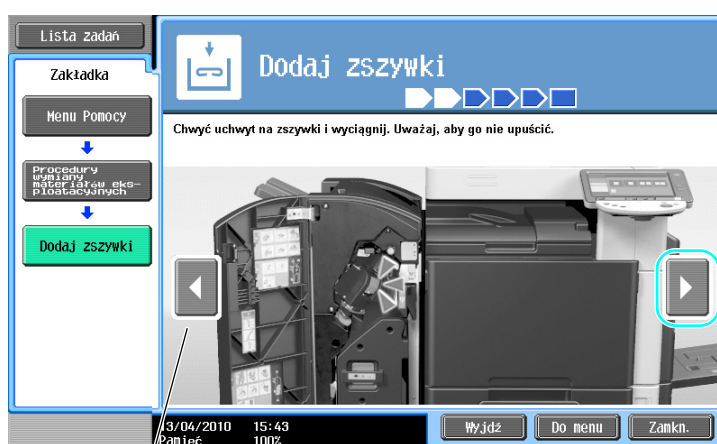 Lista zadań
Zakładka
Menu Pomocy
Procedury
wymiany
materiałów eks-
ploatacyjnych
Dodaj zszywki
Dodaj zszywki
Chwyć uchwyt na zszywki i wyciągnij. Uważaj, aby go nie upuścić.
13/04/2010 15:43
Pamięć 100%
Wyjdź
Do menu
Zamkn.